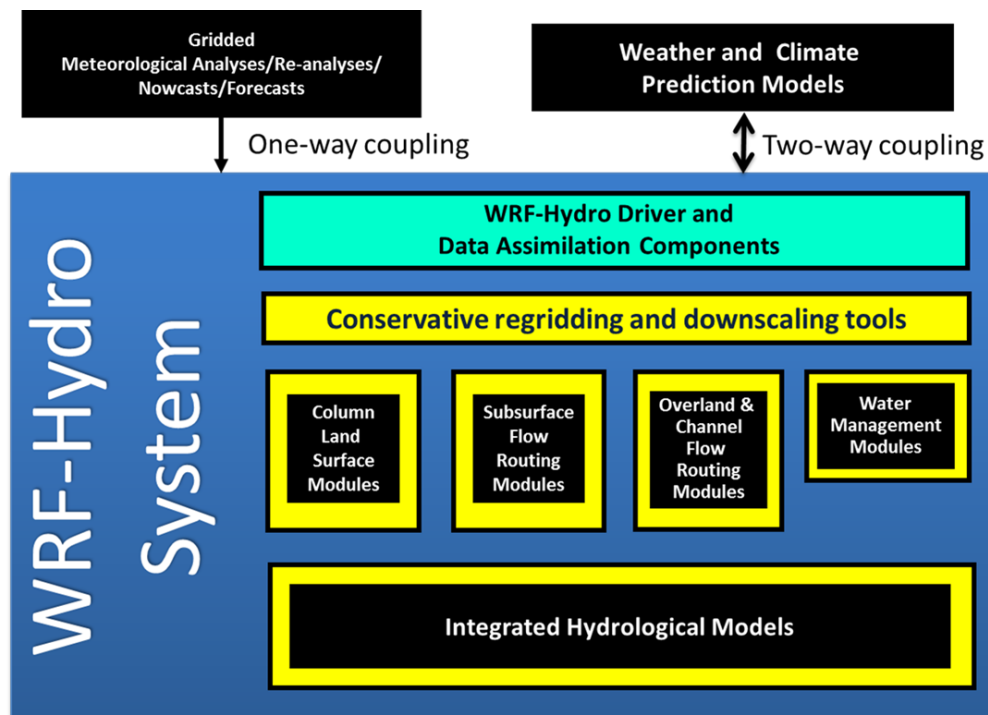 Gridded
Meteorological Analyses/Re-analyses/
Nowcasts/Forecasts
Weather and Climate
Prediction Models
One-way coupling
Two-way coupling
WRF-Hydro
System
WRF-Hydro Driver and
Data Assimilation Components
Conservative regridding and downscaling tools
Column
Land
Surface
Modules
Subsurface
Flow
Routing
Modules
Overland &
Channel
Flow
Routing
Modules
Water
Management
Modules
Integrated Hydrological Models